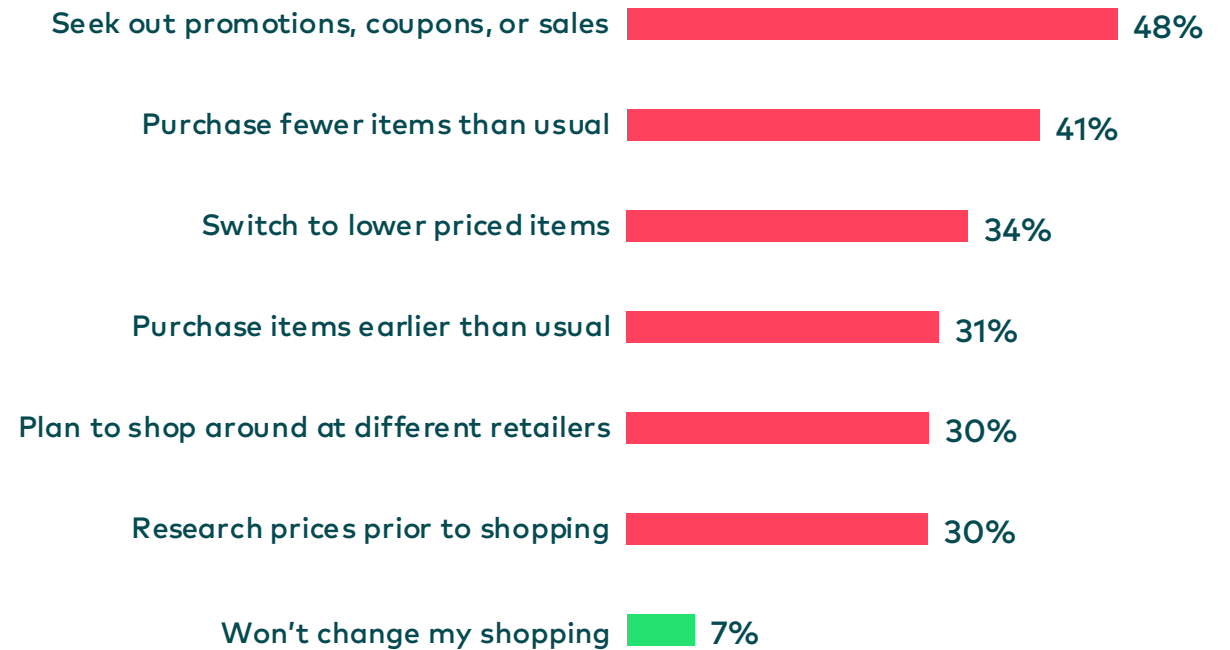 Seek out promotions, coupons, or sales 48%
Purchase fewer items than usual 41%
Switch to lower priced items 34%
Purchase items earlier than usual 31%
Plan to shop around at different retailers 30%
Research prices prior to shopping 30%
Won't change my shopping 7%